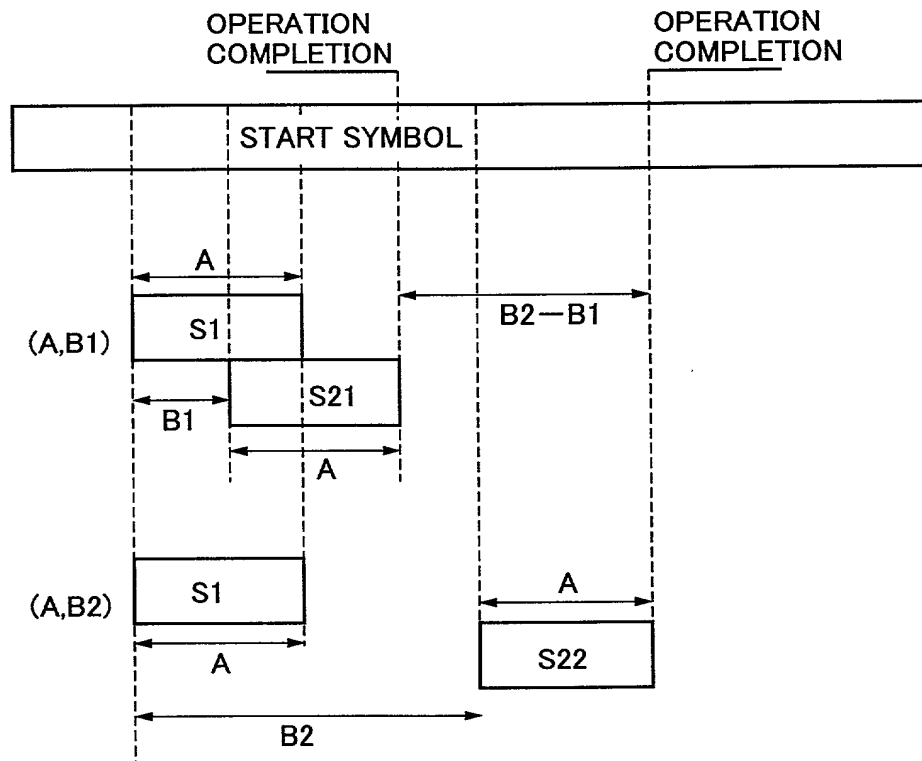 OPERATION
COMPLETION
OPERATION
COMPLETION
START SYMBOL
A
(A,B1)
S1
B2−B1
S21
B1
A
(A,B2)
S1
A
A
S22
B2